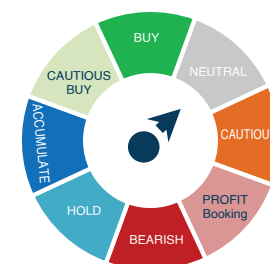 BUY
NEUTRAL
CAUTIOU
PROFIT
Booking
BEARISH
HOLD
ACCUMULATE
CAUTIOUS
BUY